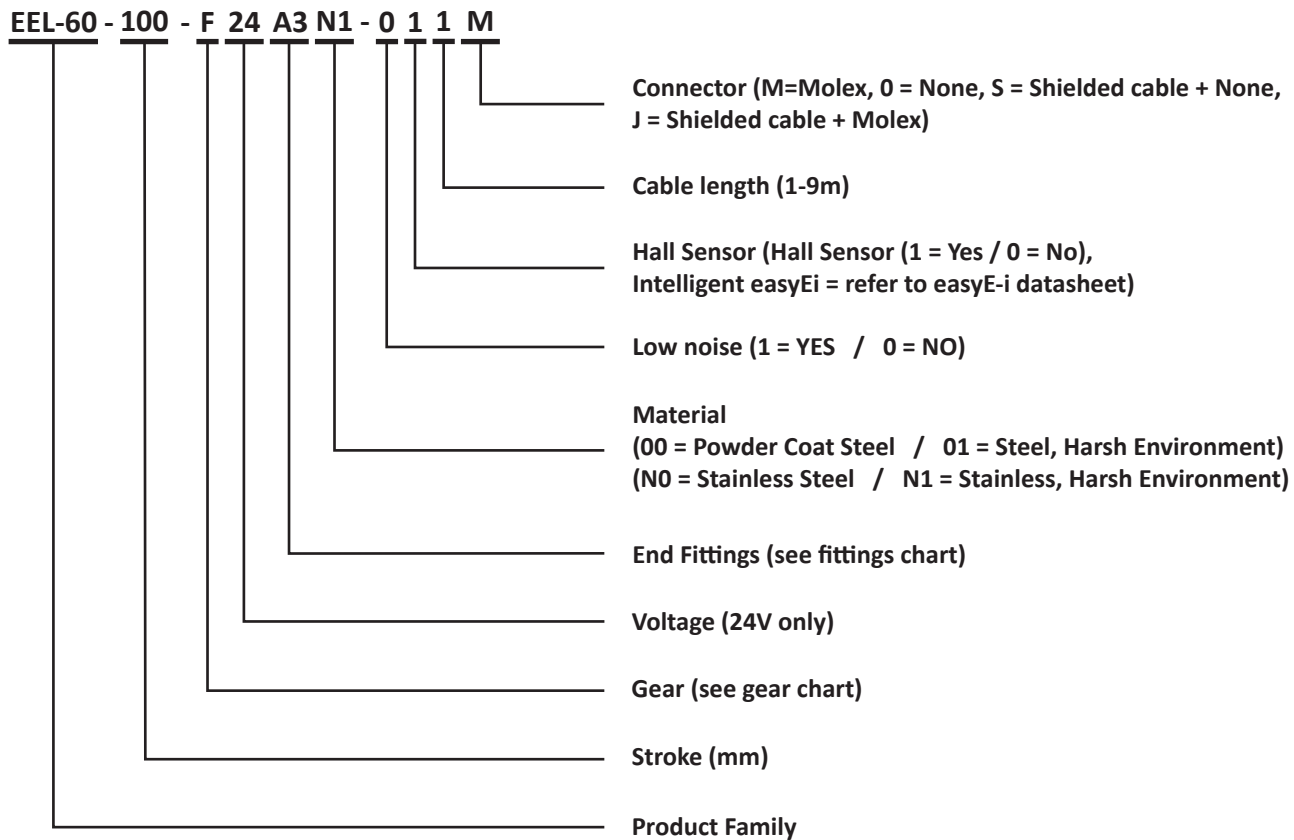 EEL-60 - 100 - F 24 A3 N1 - 0 1 1 M
Connector (M=Molex, 0 = None, S = Shielded cable + None,
J = Shielded cable + Molex)
Cable length (1-9m)
Hall Sensor (Hall Sensor (1 = Yes / 0 = No),
Intelligent easyEi = refer to easyE-i datasheet)
Low noise (1 = YES / 0 = NO)
Material
(00 = Powder Coat Steel / 01 = Steel, Harsh Environment)
(N0 = Stainless Steel / N1 = Stainless, Harsh Environment)
End Fittings (see fittings chart)
Voltage (24V only)
Gear (see gear chart)
Stroke (mm)
Product Family